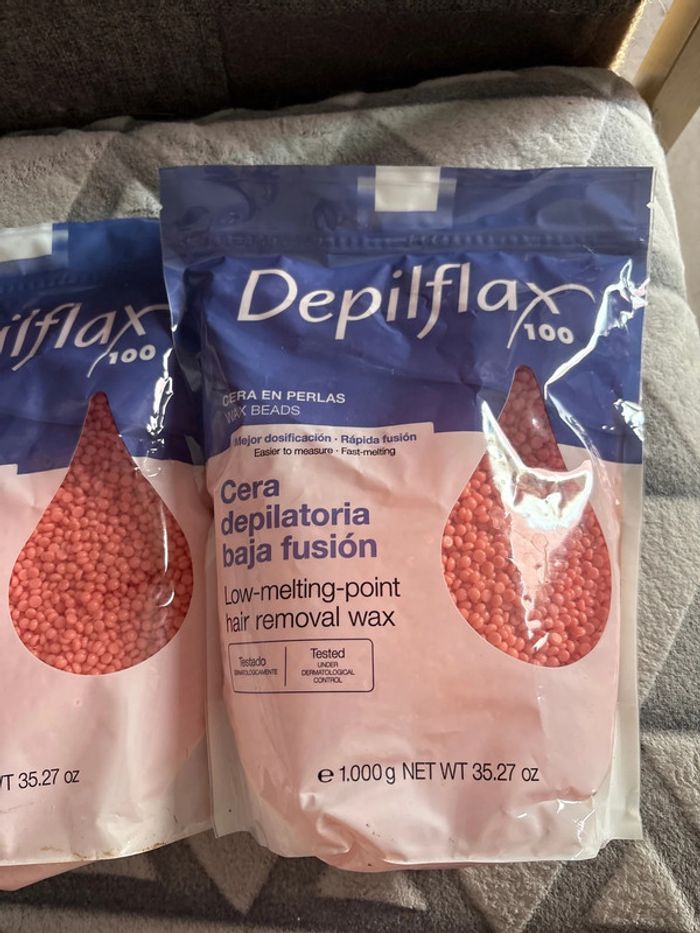 Depilflax
100
CERA EN PERLAS
WAX BEADS
Mejor dosificación · Rápida fusión
Easier to measure · Fast-melting
Cera
depilatoria
baja fusión
Low-melting-point
hair removal wax
Testado
DERMATOLÓGICAMENTE
Tested
UNDER
DERMATOLOGICAL
CONTROL
e 1.000 g NET WT 35.27 oz
ilflax
100
WT 35.27 oz